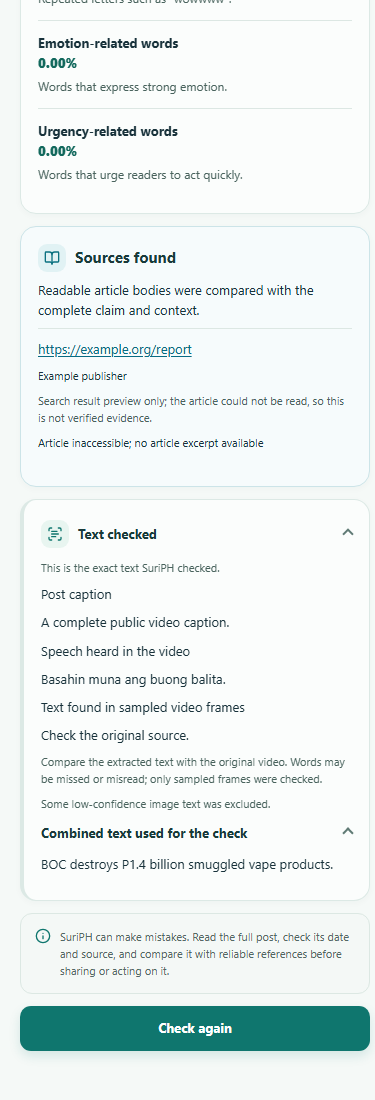 Repeated letters such as "wowwww".
Emotion-related words
0.00%
Words that express strong emotion.
Urgency-related words
0.00%
Words that urge readers to act quickly.
Sources found
Readable article bodies were compared with the
complete claim and context.
https://example.org/report
Example publisher
Search result preview only; the article could not be read, so this
is not verified evidence.
Article inaccessible; no article excerpt available
Text checked
This is the exact text SuriPH checked.
Post caption
A complete public video caption.
Speech heard in the video
Basahin muna ang buong balita.
Text found in sampled video frames
Check the original source.
Compare the extracted text with the original video. Words may
be missed or misread; only sampled frames were checked.
Some low-confidence image text was excluded.
Combined text used for the check
BOC destroys P1.4 billion smuggled vape products.
SuriPH can make mistakes. Read the full post, check its date
and source, and compare it with reliable references before
sharing or acting on it.
Check again